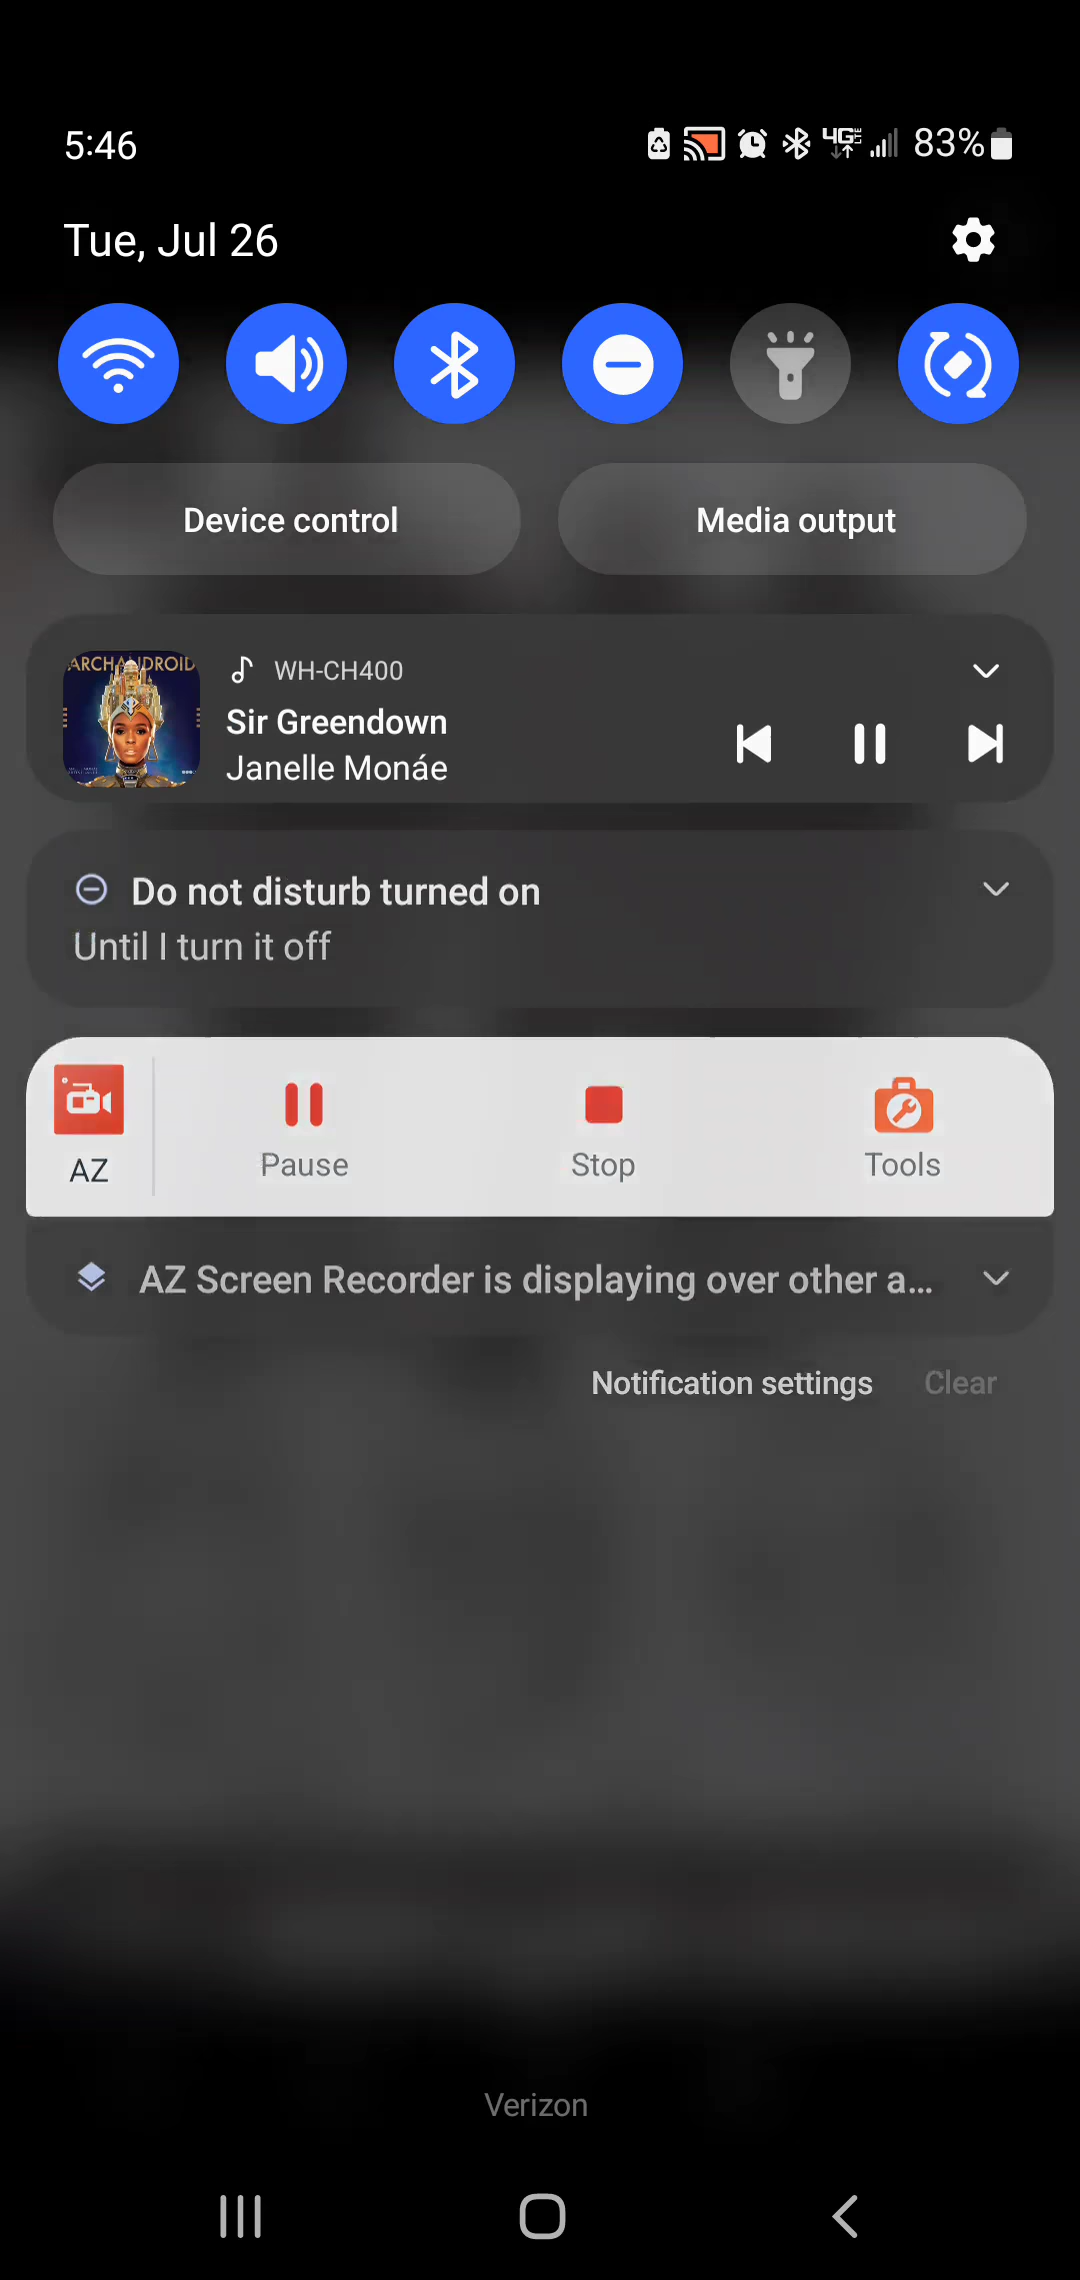 5:46
4G LTE 83%
Tue, Jul 26
Device control
Media output
ARCHANDROID
WH-CH400
Sir Greendown
Janelle Monáe
Do not disturb turned on
Until I turn it off
AZ
Pause
Stop
Tools
AZ Screen Recorder is displaying over other a...
Notification settings
Clear
Verizon